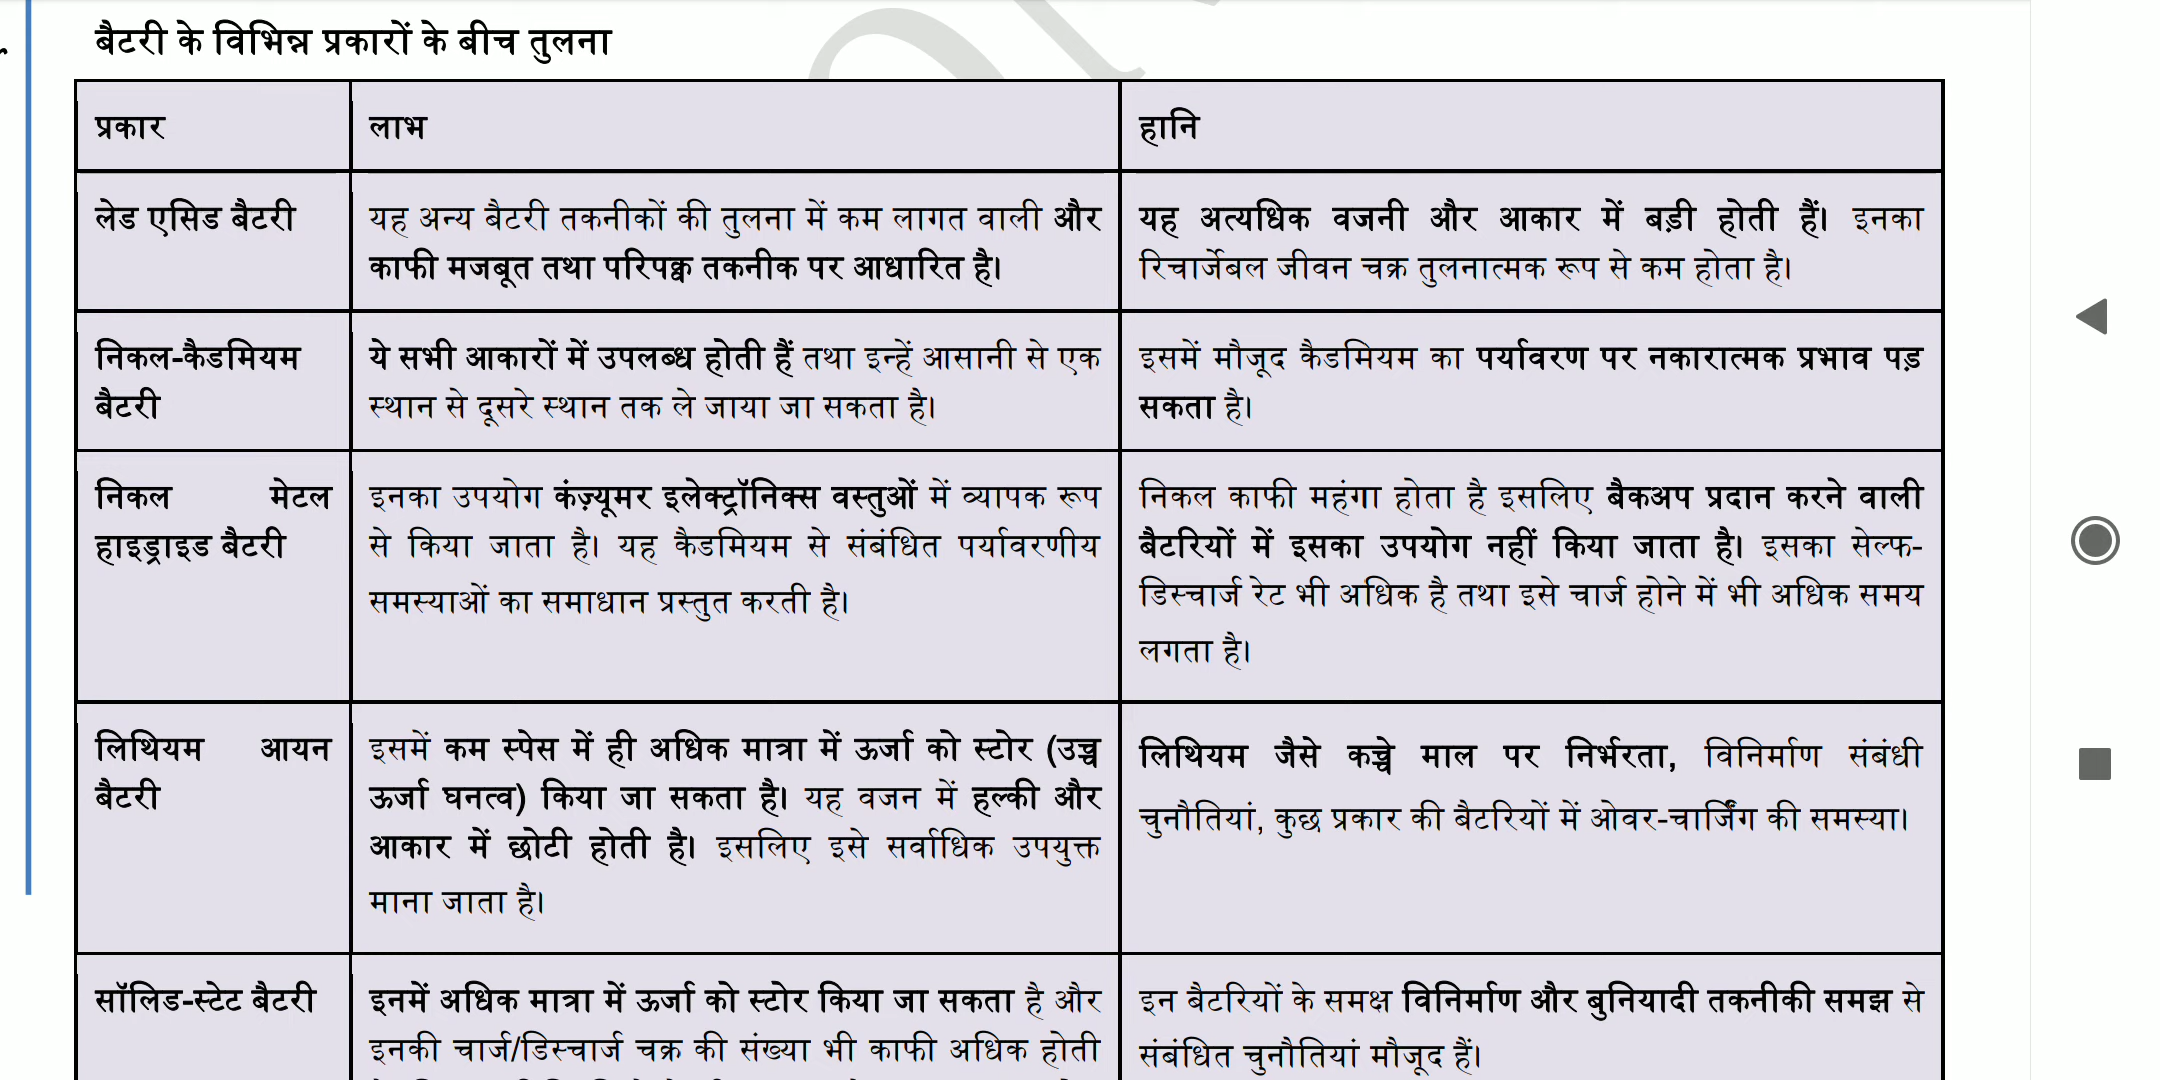 बैटरी के विभिन्न प्रकारों के बीच तुलना
प्रकार
लाभ
हानि
लेड एसिड बैटरी
यह अन्य बैटरी तकनीकों की तुलना में कम लागत वाली और
काफी मजबूत तथा परिपक्व तकनीक पर आधारित है।
यह अत्यधिक वजनी और आकार में बड़ी होती हैं। इनका
रिचार्जेबल जीवन चक्र तुलनात्मक रूप से कम होता है।
निकल-कैडमियम
बैटरी
ये सभी आकारों में उपलब्ध होती हैं तथा इन्हें आसानी से एक
स्थान से दूसरे स्थान तक ले जाया जा सकता है।
इसमें मौजूद कैडमियम का पर्यावरण पर नकारात्मक प्रभाव पड़
सकता है।
निकल मेटल
हाइड्राइड बैटरी
इनका उपयोग कंज़्यूमर इलेक्ट्रॉनिक्स वस्तुओं में व्यापक रूप
से किया जाता है। यह कैडमियम से संबंधित पर्यावरणीय
समस्याओं का समाधान प्रस्तुत करती है।
निकल काफी महंगा होता है इसलिए बैकअप प्रदान करने वाली
बैटरियों में इसका उपयोग नहीं किया जाता है। इसका सेल्फ-
डिस्चार्ज रेट भी अधिक है तथा इसे चार्ज होने में भी अधिक समय
लगता है।
लिथियम आयन
बैटरी
इसमें कम स्पेस में ही अधिक मात्रा में ऊर्जा को स्टोर (उच्च
ऊर्जा घनत्व) किया जा सकता है। यह वजन में हल्की और
आकार में छोटी होती है। इसलिए इसे सर्वाधिक उपयुक्त
माना जाता है।
लिथियम जैसे कच्चे माल पर निर्भरता, विनिर्माण संबंधी
चुनौतियां, कुछ प्रकार की बैटरियों में ओवर-चार्जिंग की समस्या।
सॉलिड-स्टेट बैटरी
इनमें अधिक मात्रा में ऊर्जा को स्टोर किया जा सकता है और
इनकी चार्ज/डिस्चार्ज चक्र की संख्या भी काफी अधिक होती
इन बैटरियों के समक्ष विनिर्माण और बुनियादी तकनीकी समझ से
संबंधित चुनौतियां मौजूद हैं।